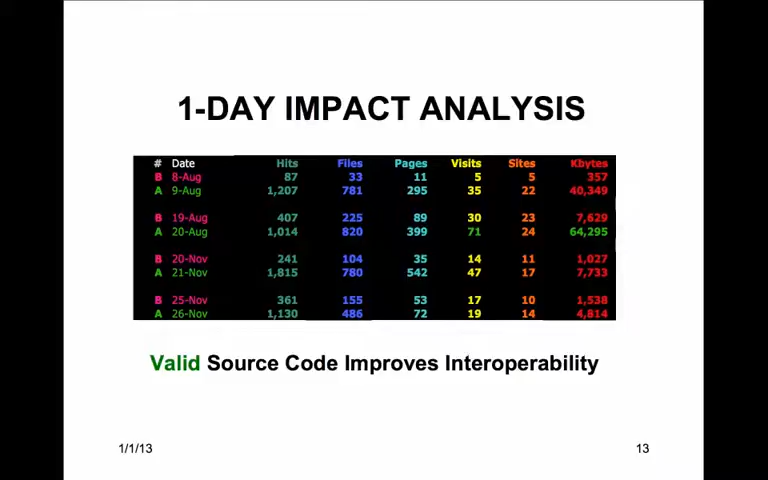 1-DAY IMPACT ANALYSIS
# Date Hits Files Pages Visits Sites Kbytes
B 8-Aug 87 33 11 5 5 357
A 9-Aug 1,207 781 295 35 22 40,349
B 19-Aug 407 225 89 30 23 7,629
A 20-Aug 1,014 820 399 71 24 64,295
B 20-Nov 241 104 35 14 11 1,027
A 21-Nov 1,815 780 542 47 17 7,733
B 25-Nov 361 155 53 17 10 1,538
A 26-Nov 1,130 486 72 19 14 4,814
Valid Source Code Improves Interoperability
1/1/13 13